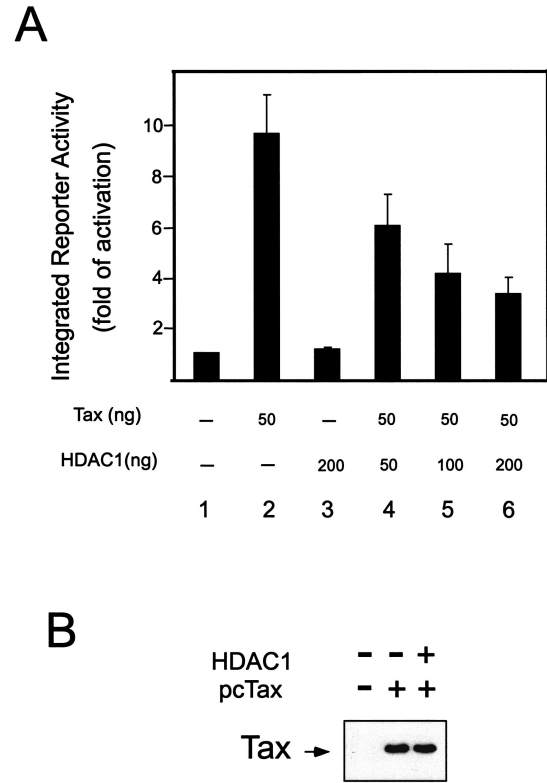 A
Integrated Reporter Activity
(fold of activation)
10
8
6
4
2
Tax (ng) – 50 – 50 50 50
HDAC1(ng) – – 200 50 100 200
1 2 3 4 5 6
B
HDAC1 - - +
pcTax - + +
Tax →